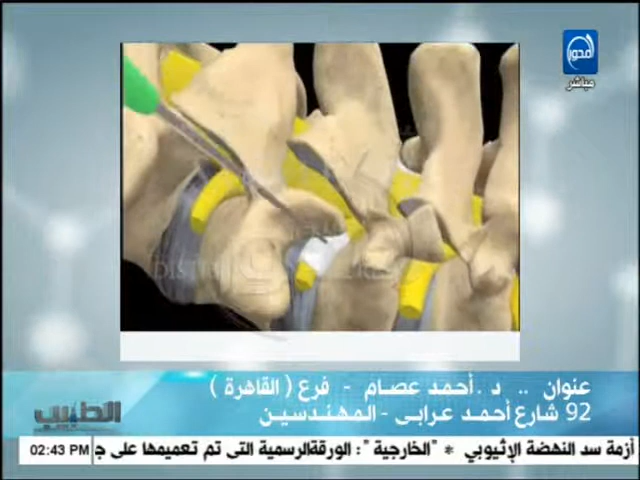 المحور
مباشر
عنوان .. د . أحمد عصام - فرع ( القاهرة )
92 شارع أحمد عرابى - المهندسين
الطبيب
أزمة سد النهضة الإثيوبي * "الخارجية" : الورقةالرسمية التى تم تعميمها على ج
02:43 PM